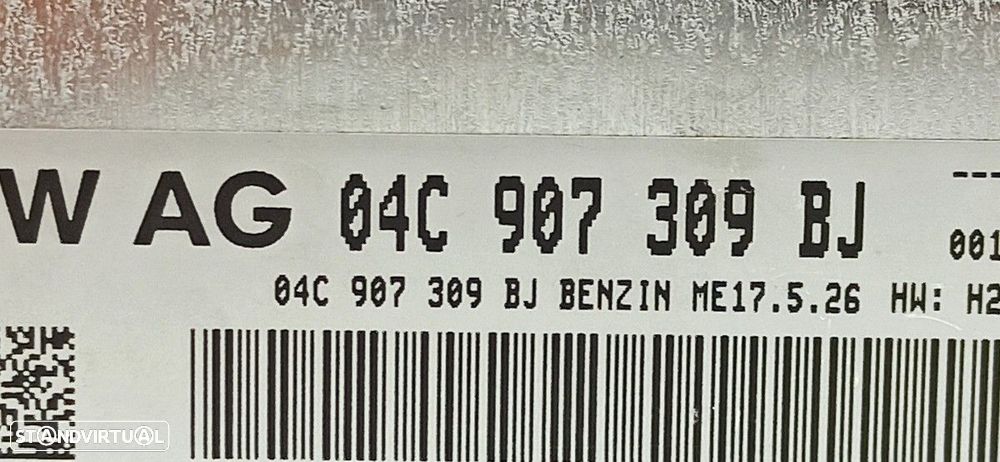 W AG 04C 907 309 BJ ---
001
04C 907 309 BJ BENZIN ME17.5.26 HW: H2
STANDVIRTUAL